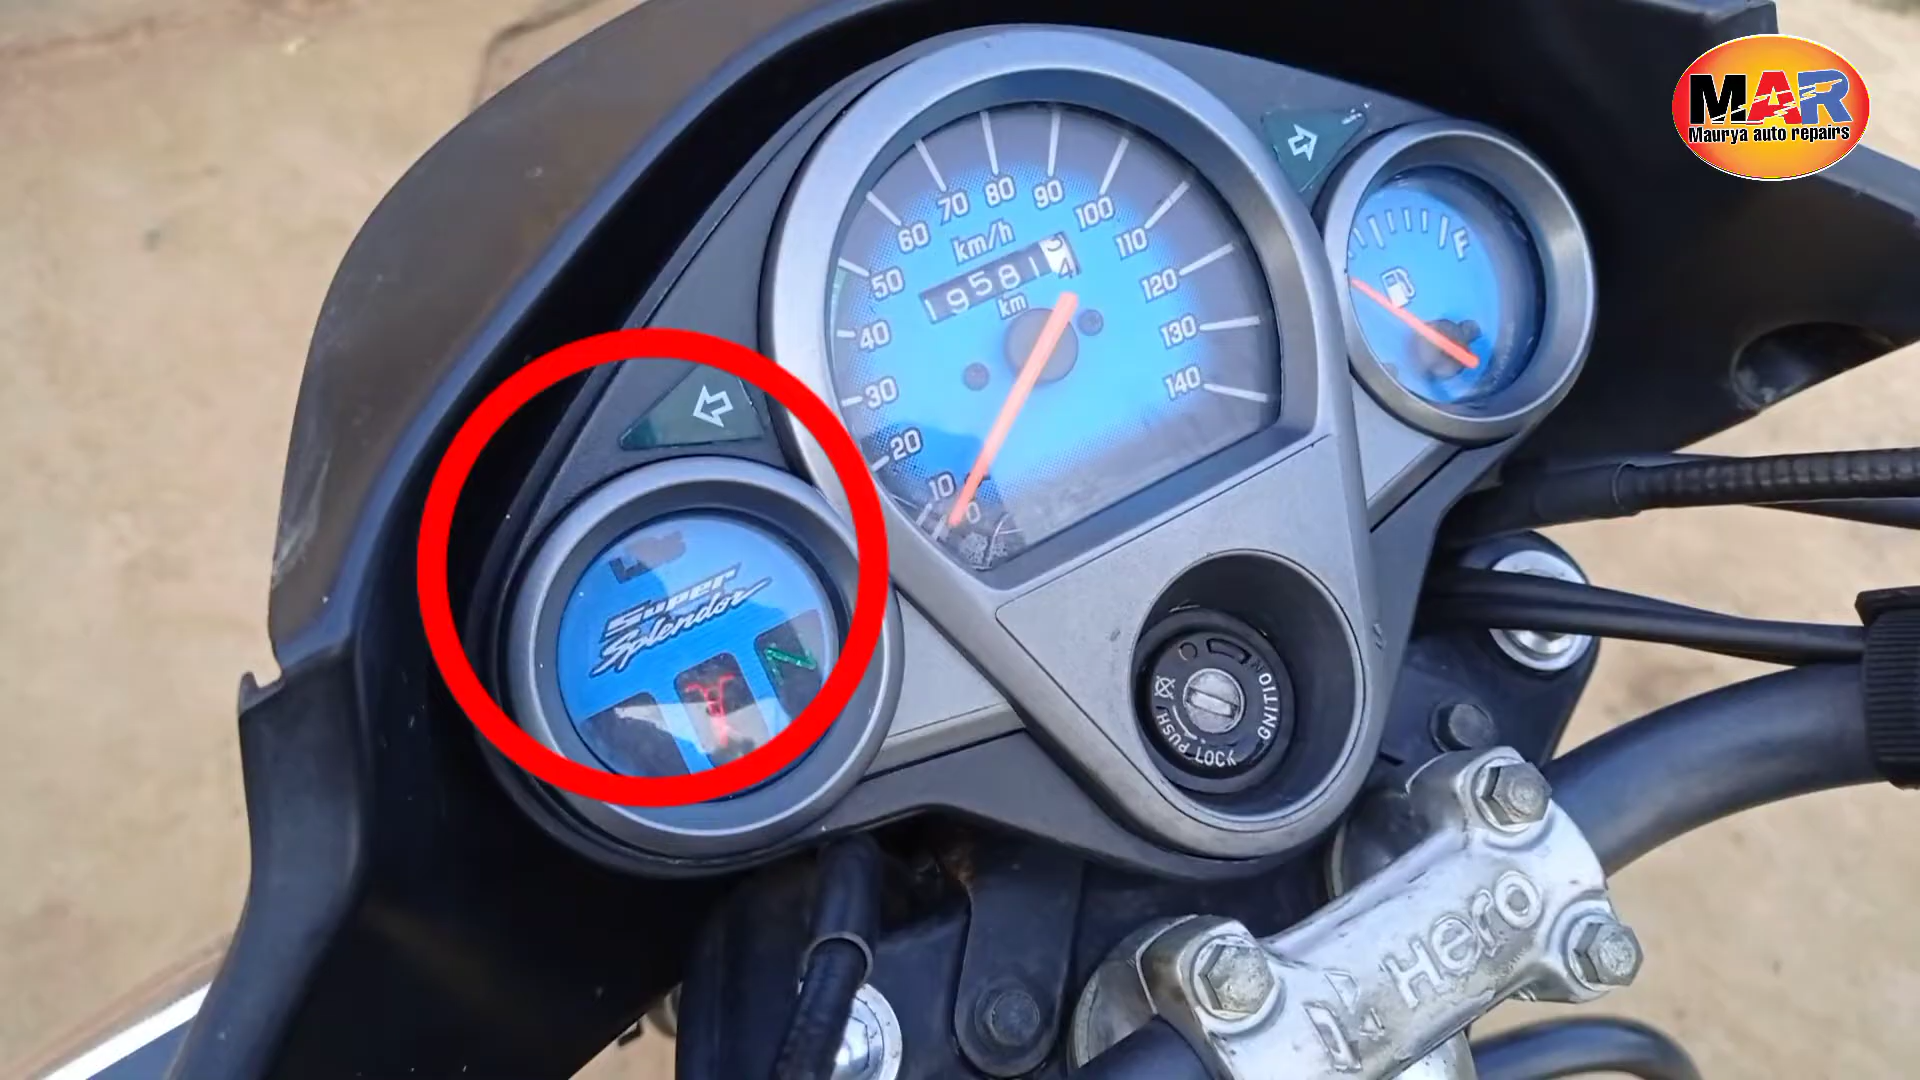 MAR
Maurya auto repairs
80
90
70
100
60
110
km/h
50
120
19581
km
40
130
30
140
20
10
0
F
Super
Splendor
N
IGNITION
PUSH
LOCK
Hero